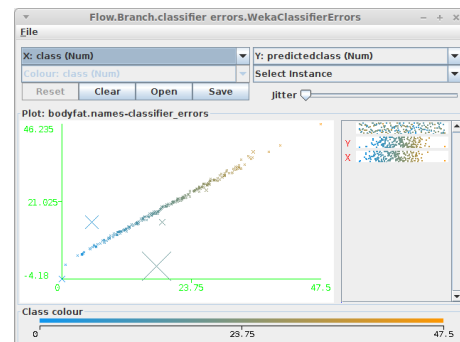 Flow.Branch.classifier errors.WekaClassifierErrors
File
X: class (Num) Y: predictedclass (Num)
Colour: class (Num) Select Instance
Reset Clear Open Save Jitter
Plot: bodyfat.names-classifier_errors
46.235
21.025
-4.18
0 23.75 47.5
Y
X
Class colour
0 23.75 47.5